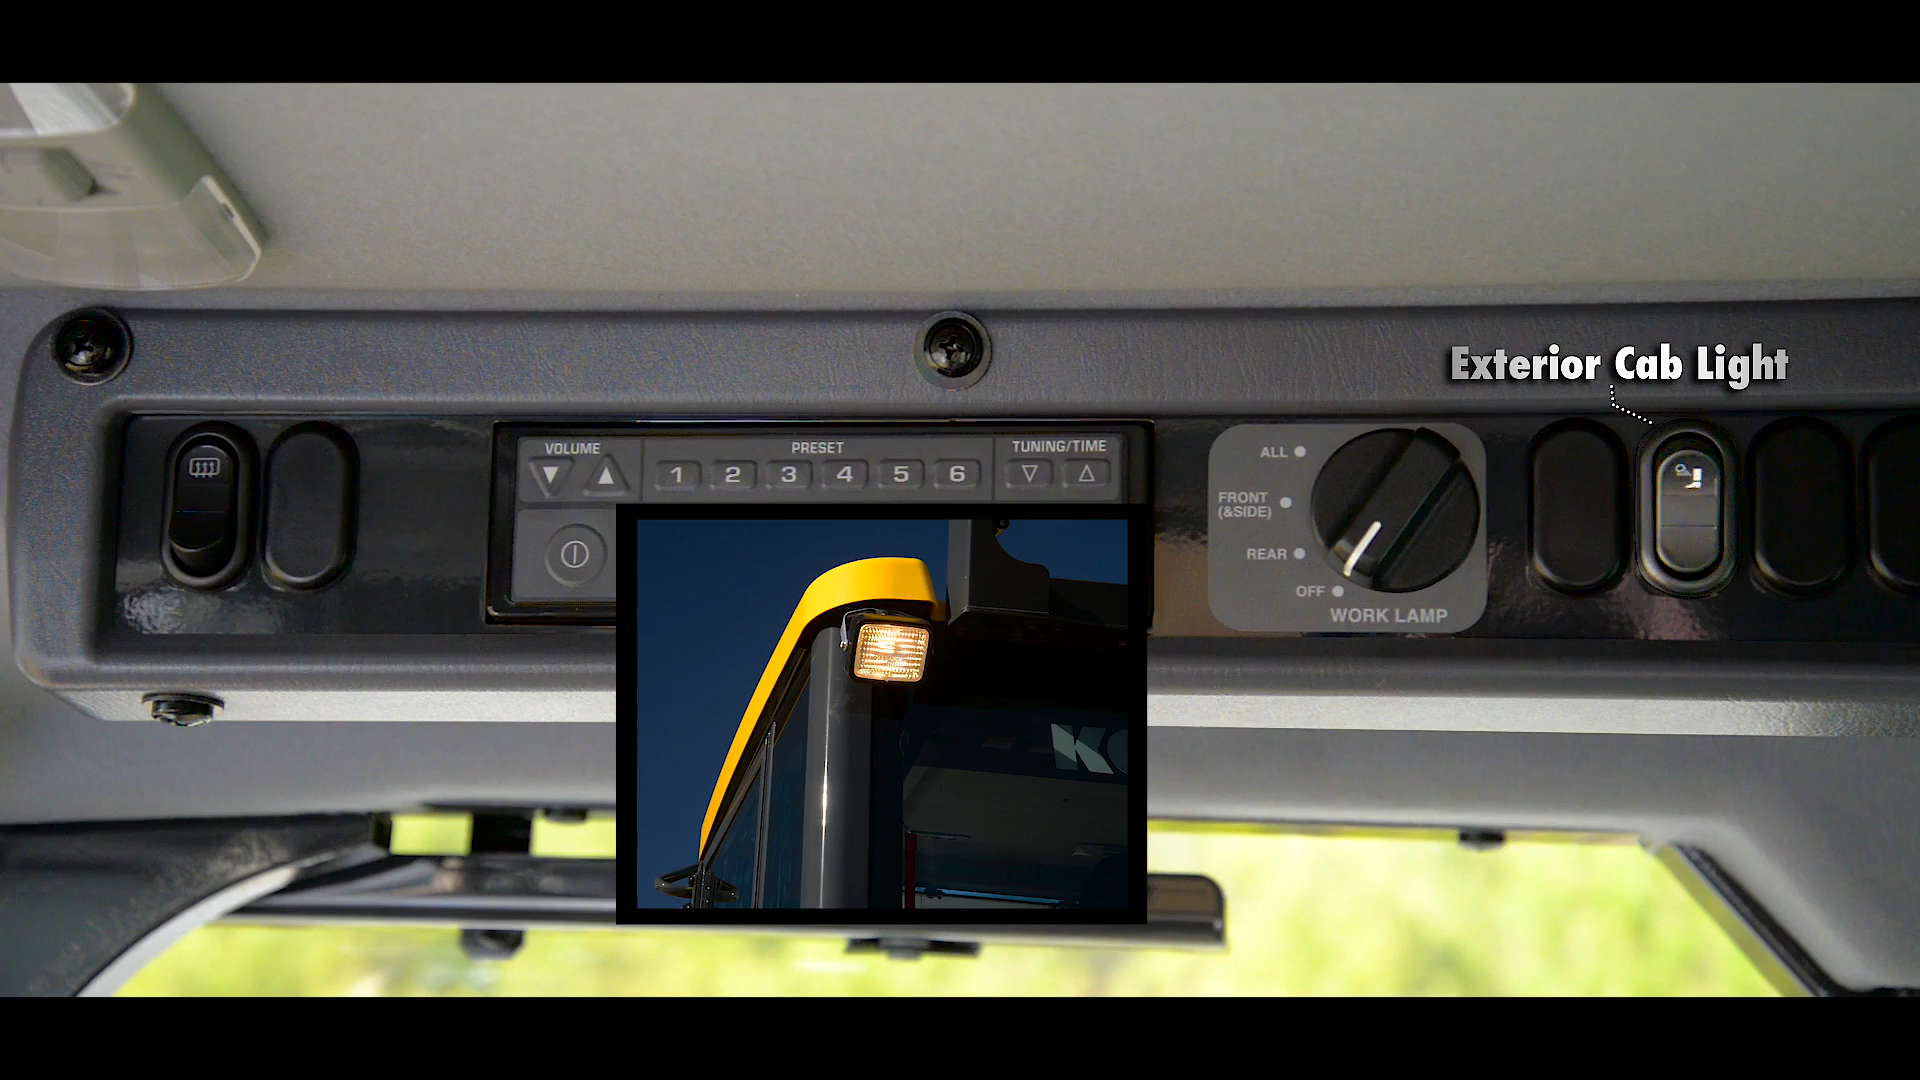 Exterior Cab Light
VOLUME
PRESET
TUNING/TIME
1 2 3 4 5 6
ALL
FRONT
(&SIDE)
REAR
OFF
WORK LAMP